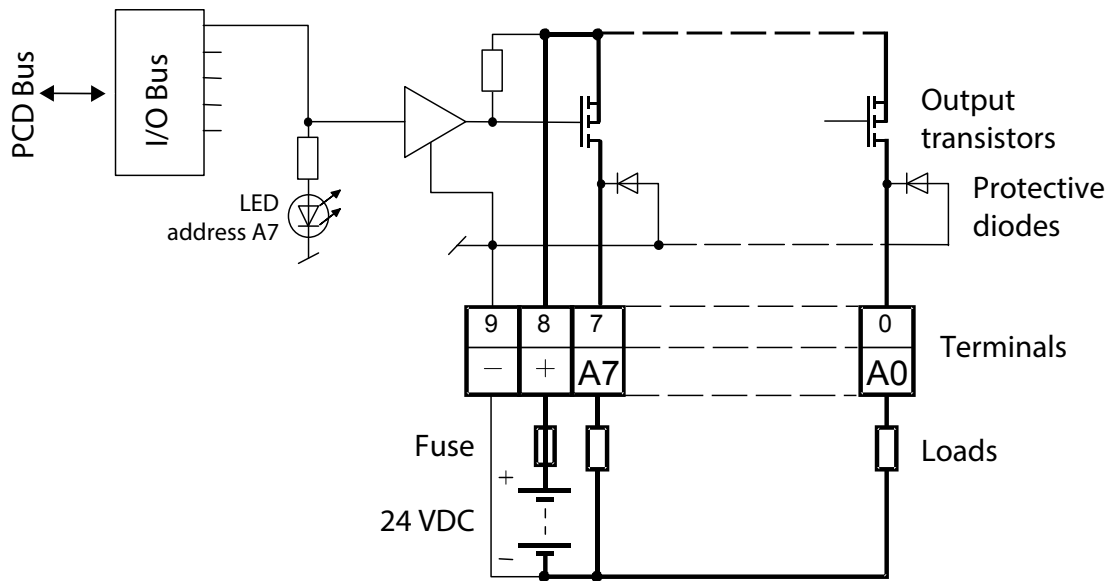 PCD Bus
I/O Bus
LED
address A7
Output
transistors
Protective
diodes
9 8 7 0
− + A7 A0
Terminals
Fuse
Loads
+
24 VDC
−